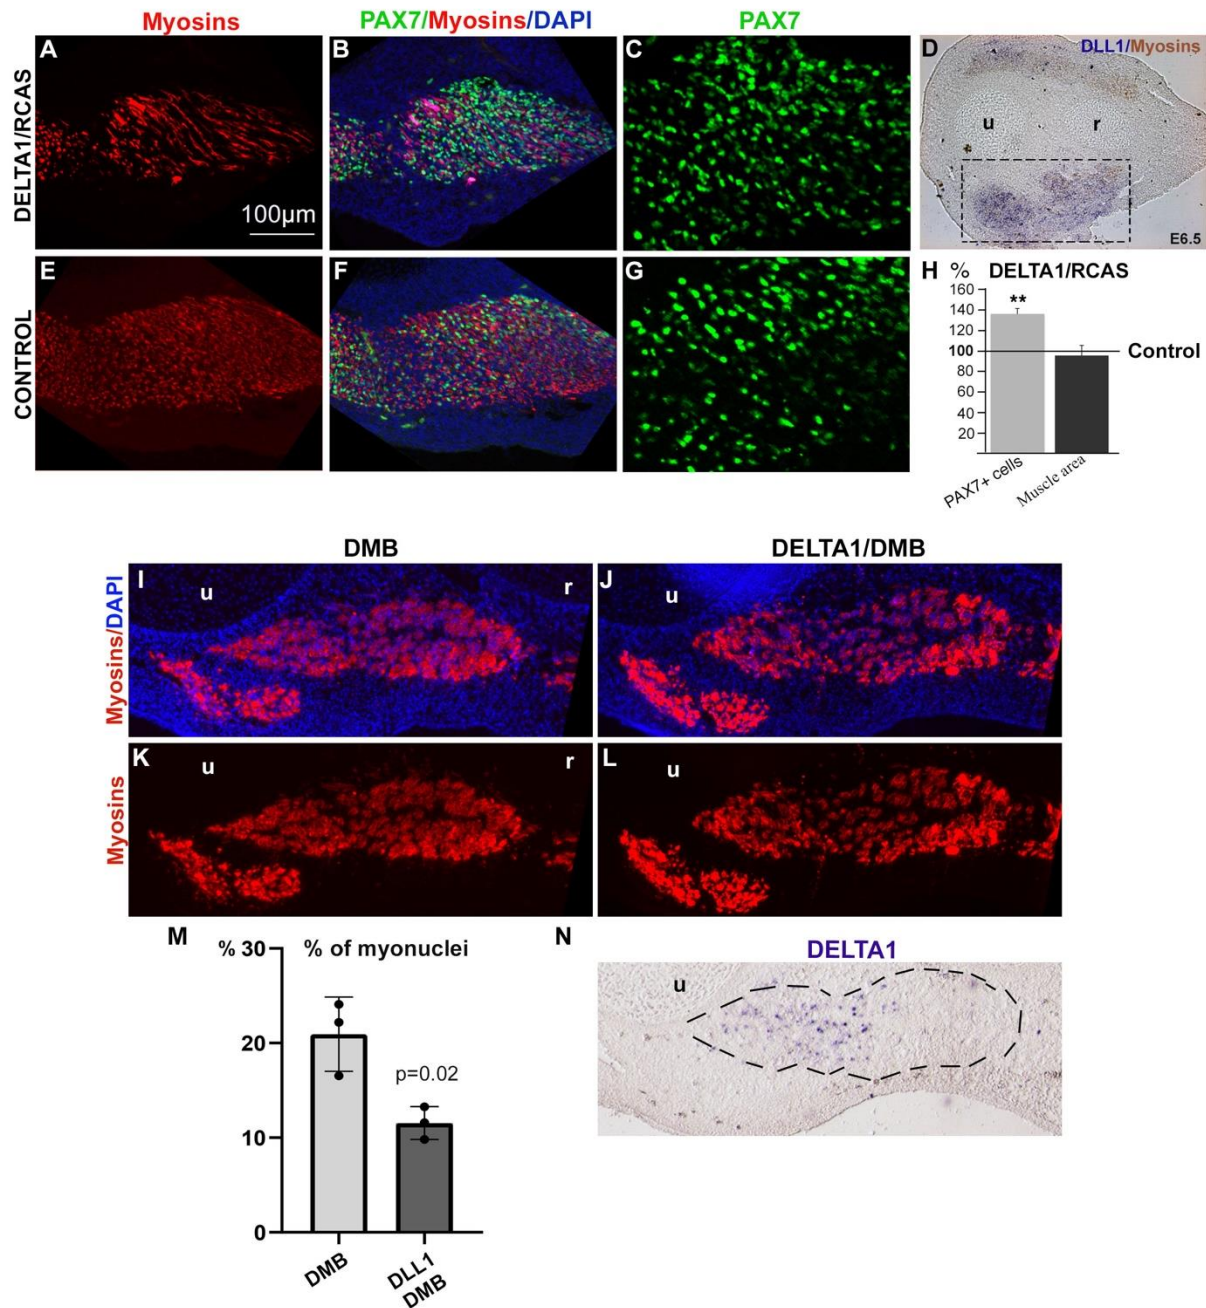 Myosins
PAX7/Myosins/DAPI
PAX7
DELTA1/RCAS
A
100µm
B
C
D
DLL1/Myosins
u
r
E6.5
CONTROL
E
F
G
H
%
DELTA1/RCAS
160
140
120
100
80
60
40
20
**
Control
PAX7+ cells
Muscle area
DMB
DELTA1/DMB
Myosins/DAPI
I
u
r
J
u
Myosins
K
u
r
L
u
M
%
% of myonuclei
30
20
10
0
p=0.02
DMB
DLL1
DMB
N
DELTA1
u